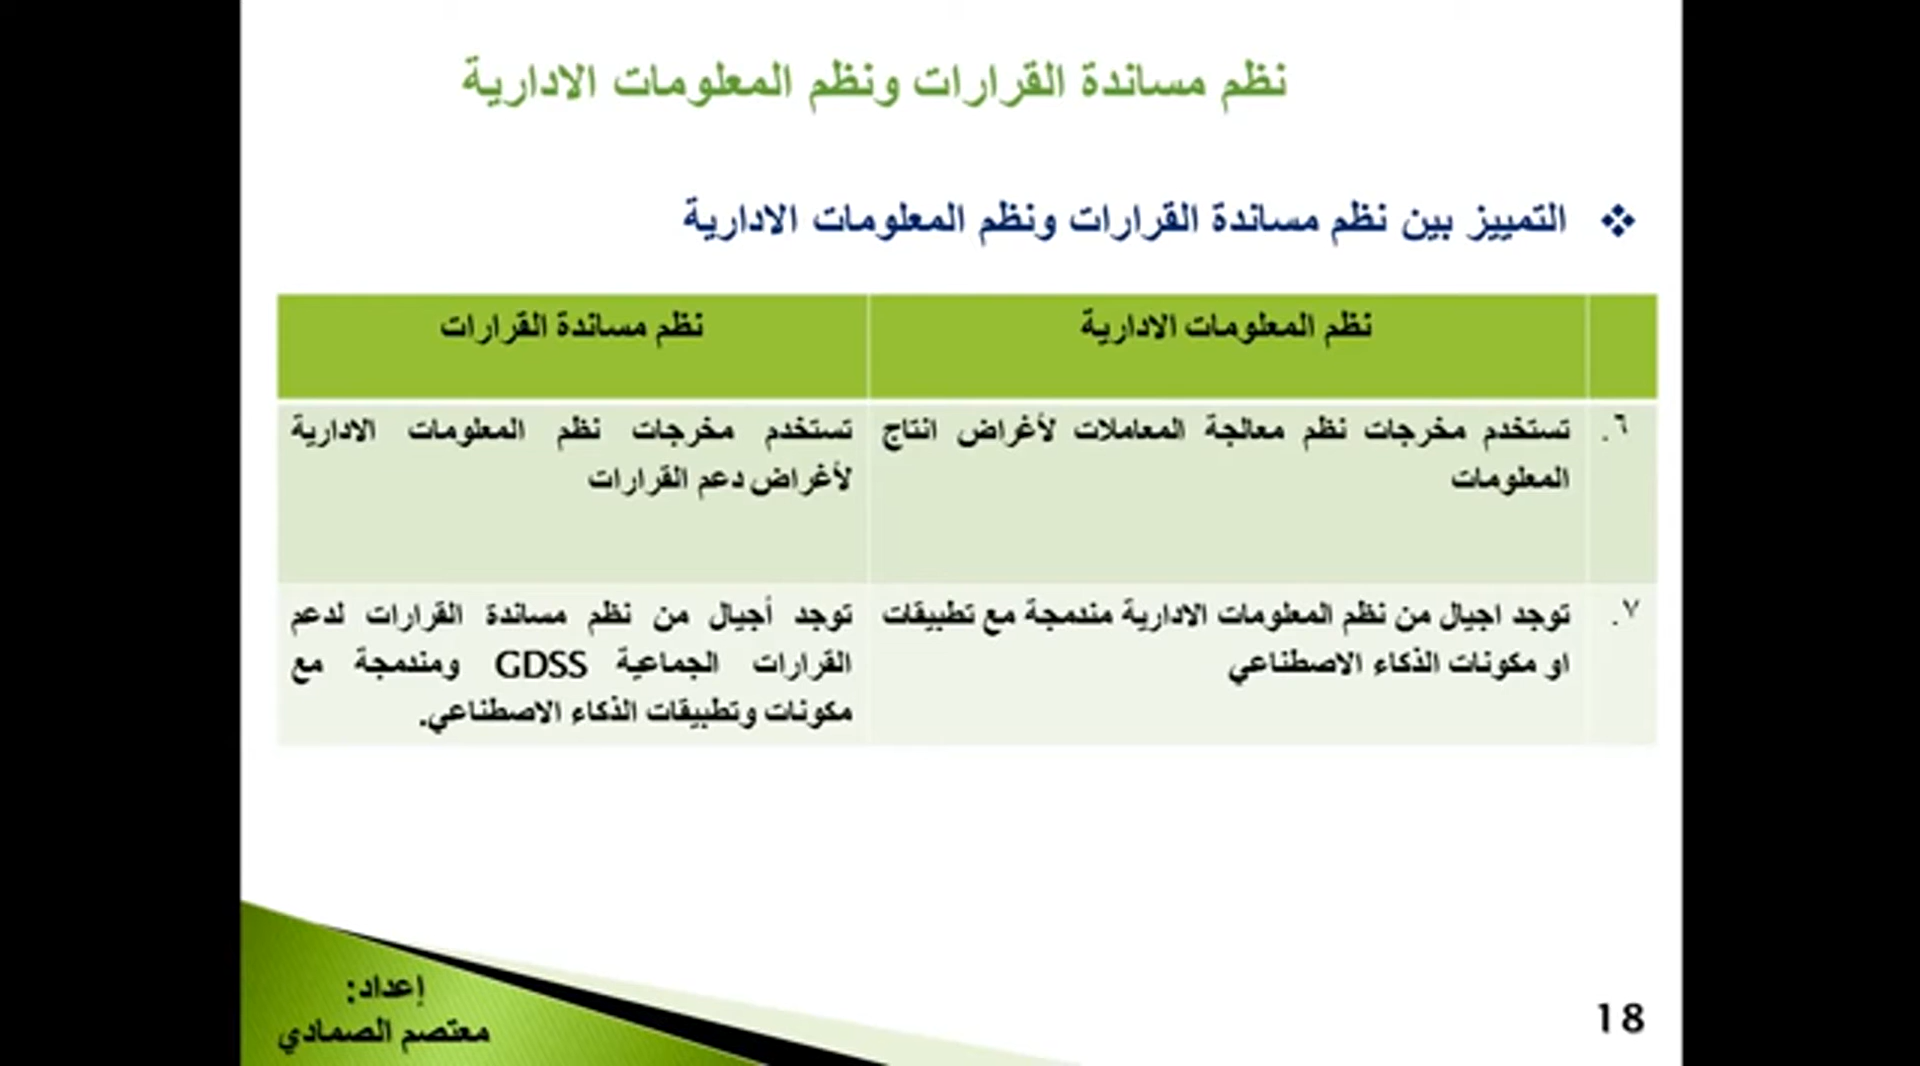 نظم مساندة القرارات ونظم المعلومات الادارية
❖ التمييز بين نظم مساندة القرارات ونظم المعلومات الادارية
نظم المعلومات الادارية
نظم مساندة القرارات
٦.
تستخدم مخرجات نظم معالجة المعاملات لأغراض انتاج
المعلومات
تستخدم مخرجات نظم المعلومات الادارية
لأغراض دعم القرارات
٧.
توجد اجيال من نظم المعلومات الادارية مندمجة مع تطبيقات
او مكونات الذكاء الاصطناعي
توجد أجيال من نظم مساندة القرارات لدعم
القرارات الجماعية GDSS ومندمجة مع
مكونات وتطبيقات الذكاء الاصطناعي.
إعداد:
معتصم الصمادي
18